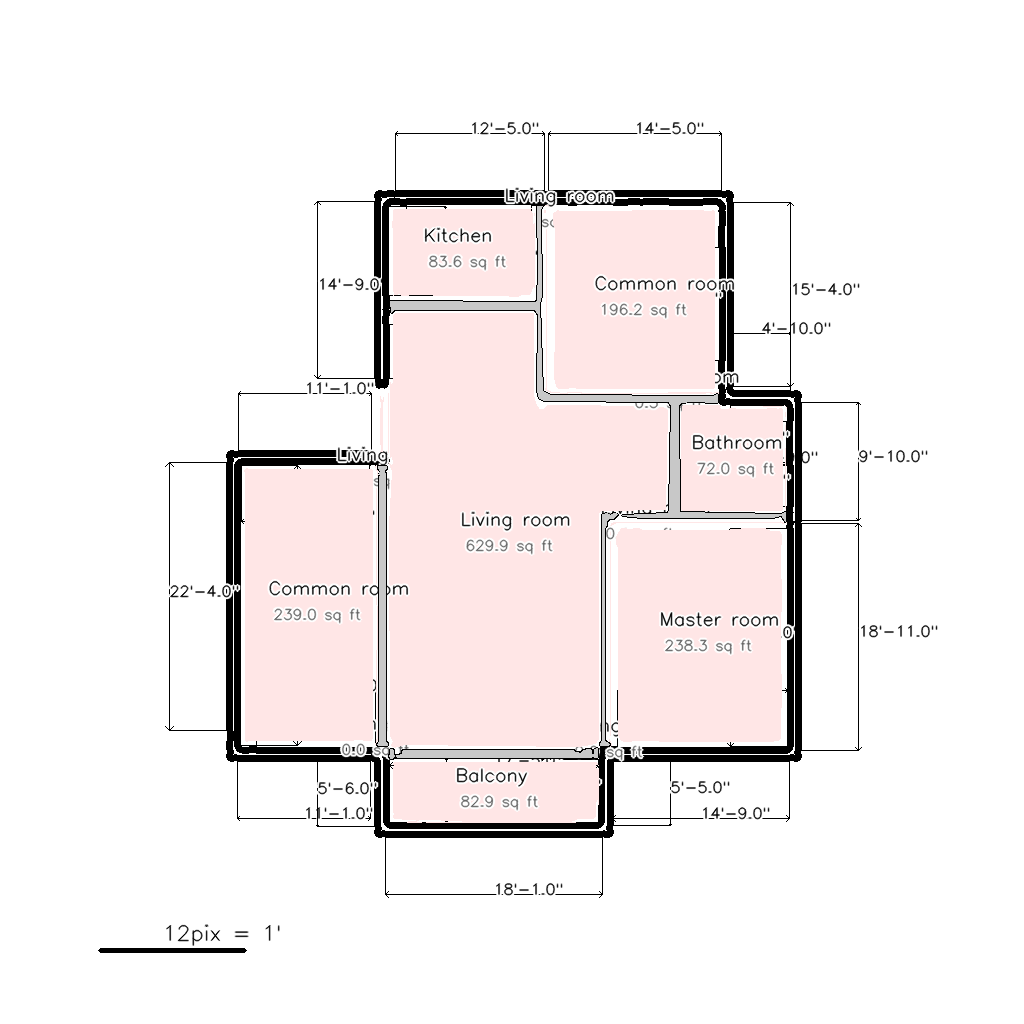 12'-5.0"
14'-5.0"
Living room
Kitchen
83.6 sq ft
14'-9.0"
Common room
196.2 sq ft
15'-4.0"
4'-10.0"
11'-1.0"
Bathroom
72.0 sq ft
9'-10.0"
Living
Living room
629.9 sq ft
22'-4.0"
Common room
239.0 sq ft
Master room
238.3 sq ft
18'-11.0"
0.0 sq ft
sq ft
Balcony
82.9 sq ft
5'-6.0"
5'-5.0"
11'-1.0"
14'-9.0"
18'-1.0"
12pix = 1'